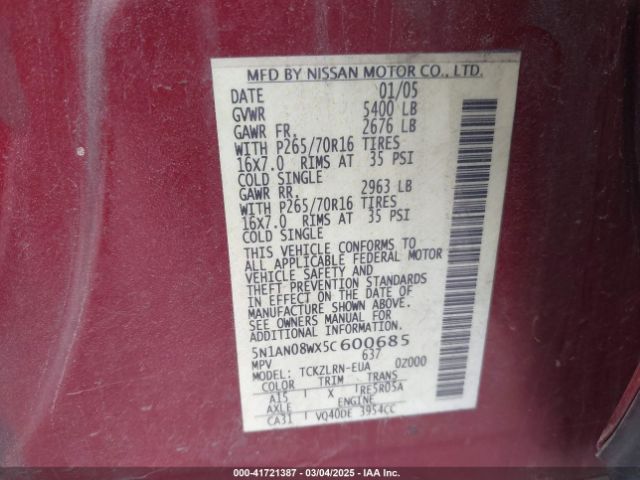 MFD BY NISSAN MOTOR CO., LTD.
DATE 01/05
GVWR 5400 LB
GAWR FR. 2676 LB
WITH P265/70R16 TIRES
16X7.0 RIMS AT 35 PSI
COLD SINGLE
GAWR RR. 2963 LB
WITH P265/70R16 TIRES
16X7.0 RIMS AT 35 PSI
COLD SINGLE
THIS VEHICLE CONFORMS TO
ALL APPLICABLE FEDERAL MOTOR
VEHICLE SAFETY AND
THEFT PREVENTION STANDARDS
IN EFFECT ON THE DATE OF
MANUFACTURE SHOWN ABOVE.
SEE OWNERS MANUAL FOR
ADDITIONAL INFORMATION
5N1AN08WX5C600685
MPV 637
MODEL: TCKZLRN-EUA 0Z000
COLOR TRIM TRANS
A15 X RE5R05A
AXLE ENGINE
CA31 VQ40DE 3954CC
000-41721387 - 03/04/2025 - IAA Inc.